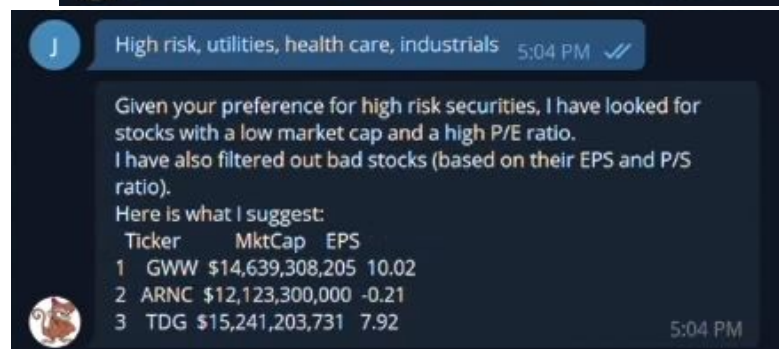 J
High risk, utilities, health care, industrials 5:04 PM
Given your preference for high risk securities, I have looked for
stocks with a low market cap and a high P/E ratio.
I have also filtered out bad stocks (based on their EPS and P/S
ratio).
Here is what I suggest:
Ticker MktCap EPS
1 GWW $14,639,308,205 10.02
2 ARNC $12,123,300,000 -0.21
3 TDG $15,241,203,731 7.92
5:04 PM